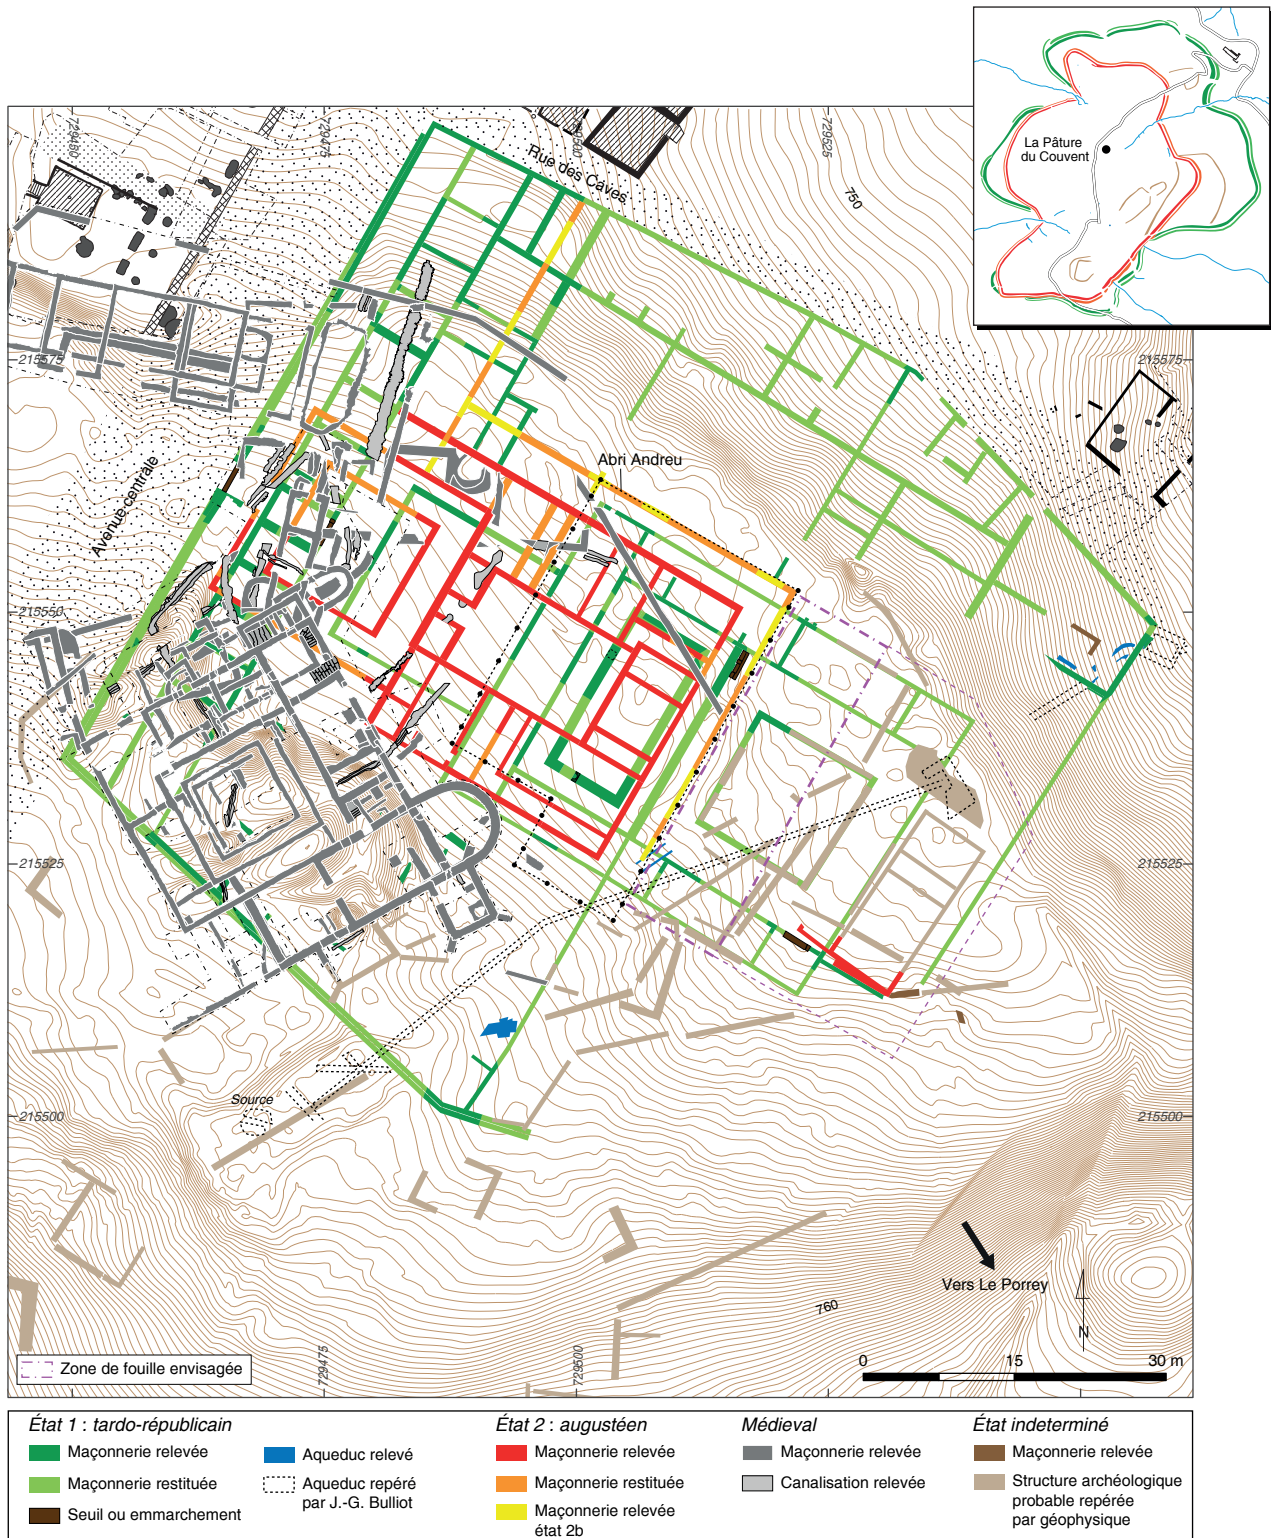 La Pâture
du Couvent
729450
729475
729500
729525
Rue des Caves
750
215575
215575
Abri Andreu
Avenue centrale
215550
215525
215525
Source
215500
215500
Vers Le Porrey
760
N
729475
729500
Zone de fouille envisagée
0 15 30 m
État 1 : tardo-républicain
Maçonnerie relevée
Maçonnerie restituée
Seuil ou emmarchement
Aqueduc relevé
Aqueduc repéré
par J.-G. Bulliot
État 2 : augustéen
Maçonnerie relevée
Maçonnerie restituée
Maçonnerie relevée
état 2b
Médieval
Maçonnerie relevée
Canalisation relevée
État indeterminé
Maçonnerie relevée
Structure archéologique
probable repérée
par géophysique